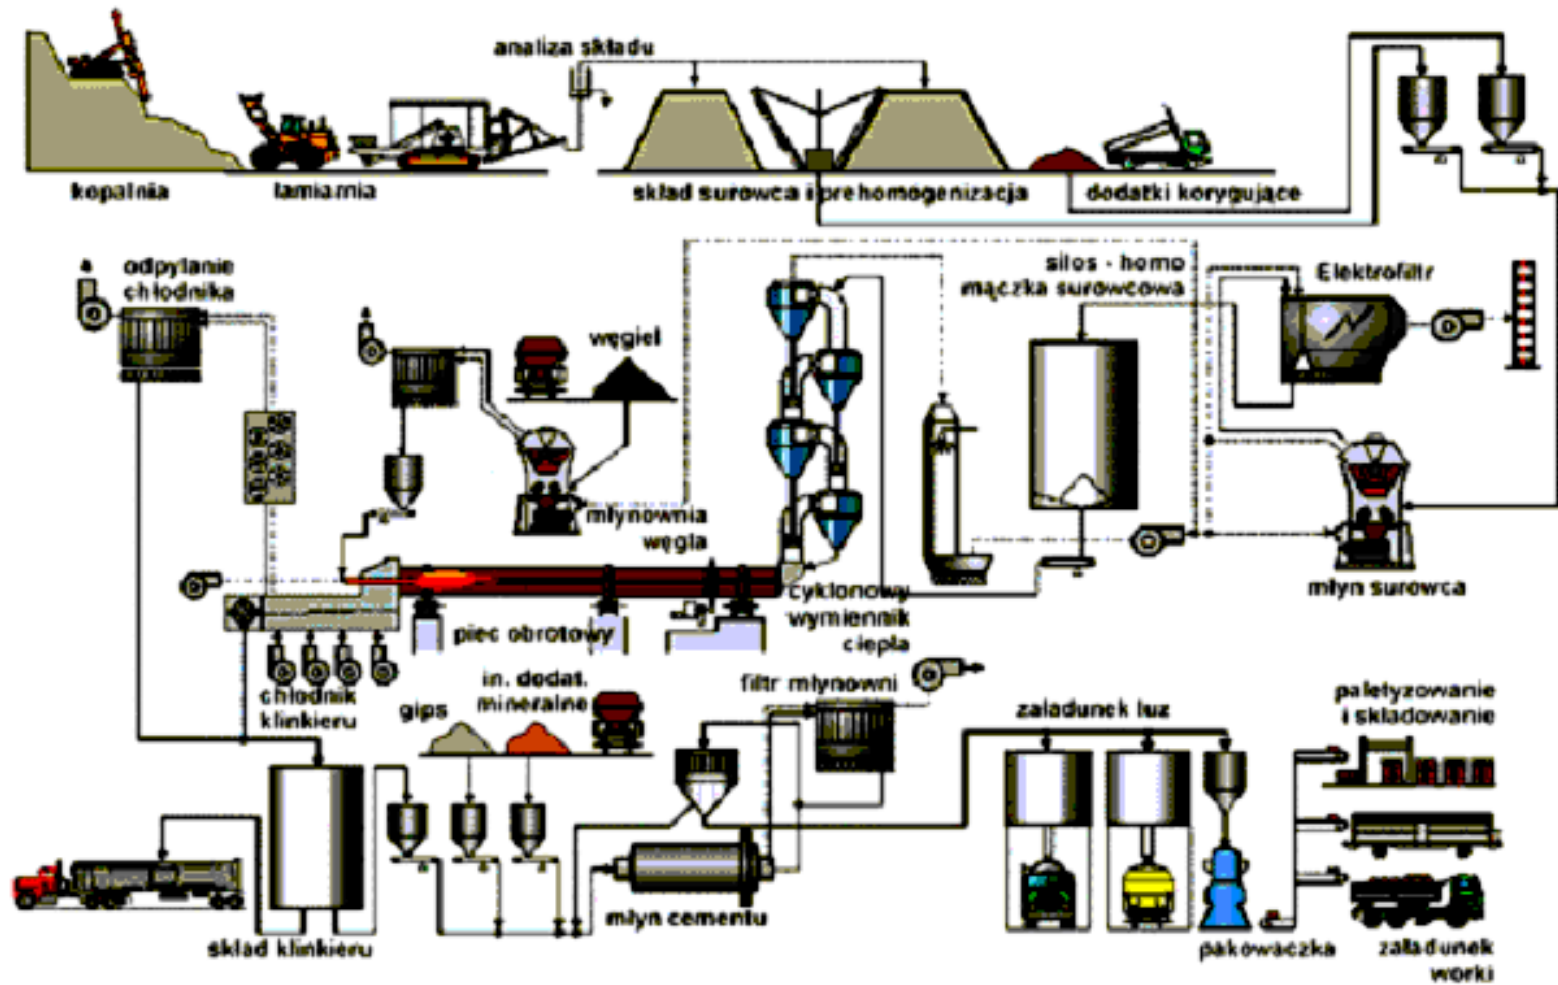 analiza składu
kopalnia
łamiarnia
skład surowca i prehomogenizacja
dodatki korygujące
odpylanie
chłodnika
węgiel
silos - homo
mączka surowcowa
Elektrofiltr
młynownia
węgla
cyklonowy
wymiennik
ciepła
młyn surowca
piec obrotowy
chłodnik
klinkieru
gips
in. dodat.
mineralne
filtr młynowni
załadunek luz
paletyzowanie
i składowanie
skład klinkieru
młyn cementu
pakowaczka
załadunek
worki